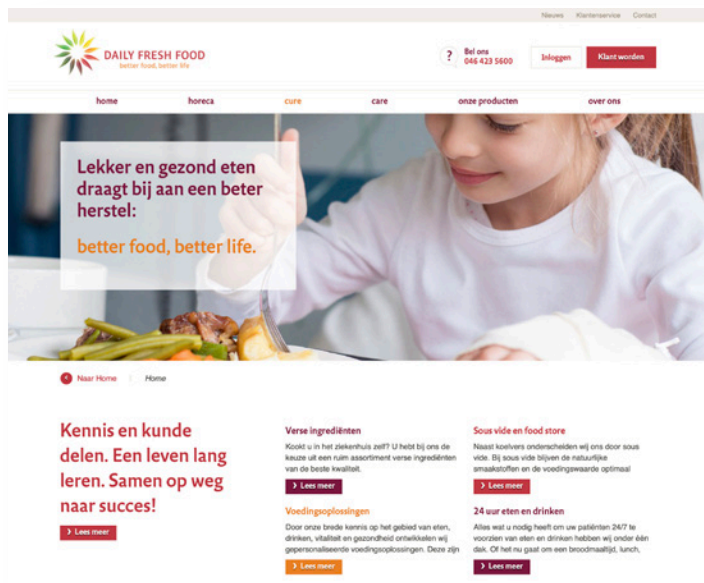 Nieuws Klantenservice Contact
DAILY FRESH FOOD
better food, better life
? Bel ons
046 423 5600
Inloggen
Klant worden
home horeca cure care onze producten over ons
Lekker en gezond eten
draagt bij aan een beter
herstel:
better food, better life.
Naar Home / Home
Kennis en kunde
delen. Een leven lang
leren. Samen op weg
naar succes!
Lees meer
Verse ingrediënten
Kookt u in het ziekenhuis zelf? U hebt bij ons de
keuze uit een ruim assortiment verse ingrediënten
van de beste kwaliteit.
Lees meer
Sous vide en food store
Naast koelvers onderscheiden wij ons door sous
vide. Bij sous vide blijven de natuurlijke
smaakstoffen en de voedingswaarde optimaal
Lees meer
Voedingsoplossingen
Door onze brede kennis op het gebied van eten,
drinken, vitaliteit en gezondheid ontwikkelen wij
gepersonaliseerde voedingsoplossingen. Deze zijn
Lees meer
24 uur eten en drinken
Alles wat u nodig heeft om uw patiënten 24/7 te
voorzien van eten en drinken hebben wij onder één
dak. Of het nu gaat om een broodmaaltijd, lunch,
Lees meer